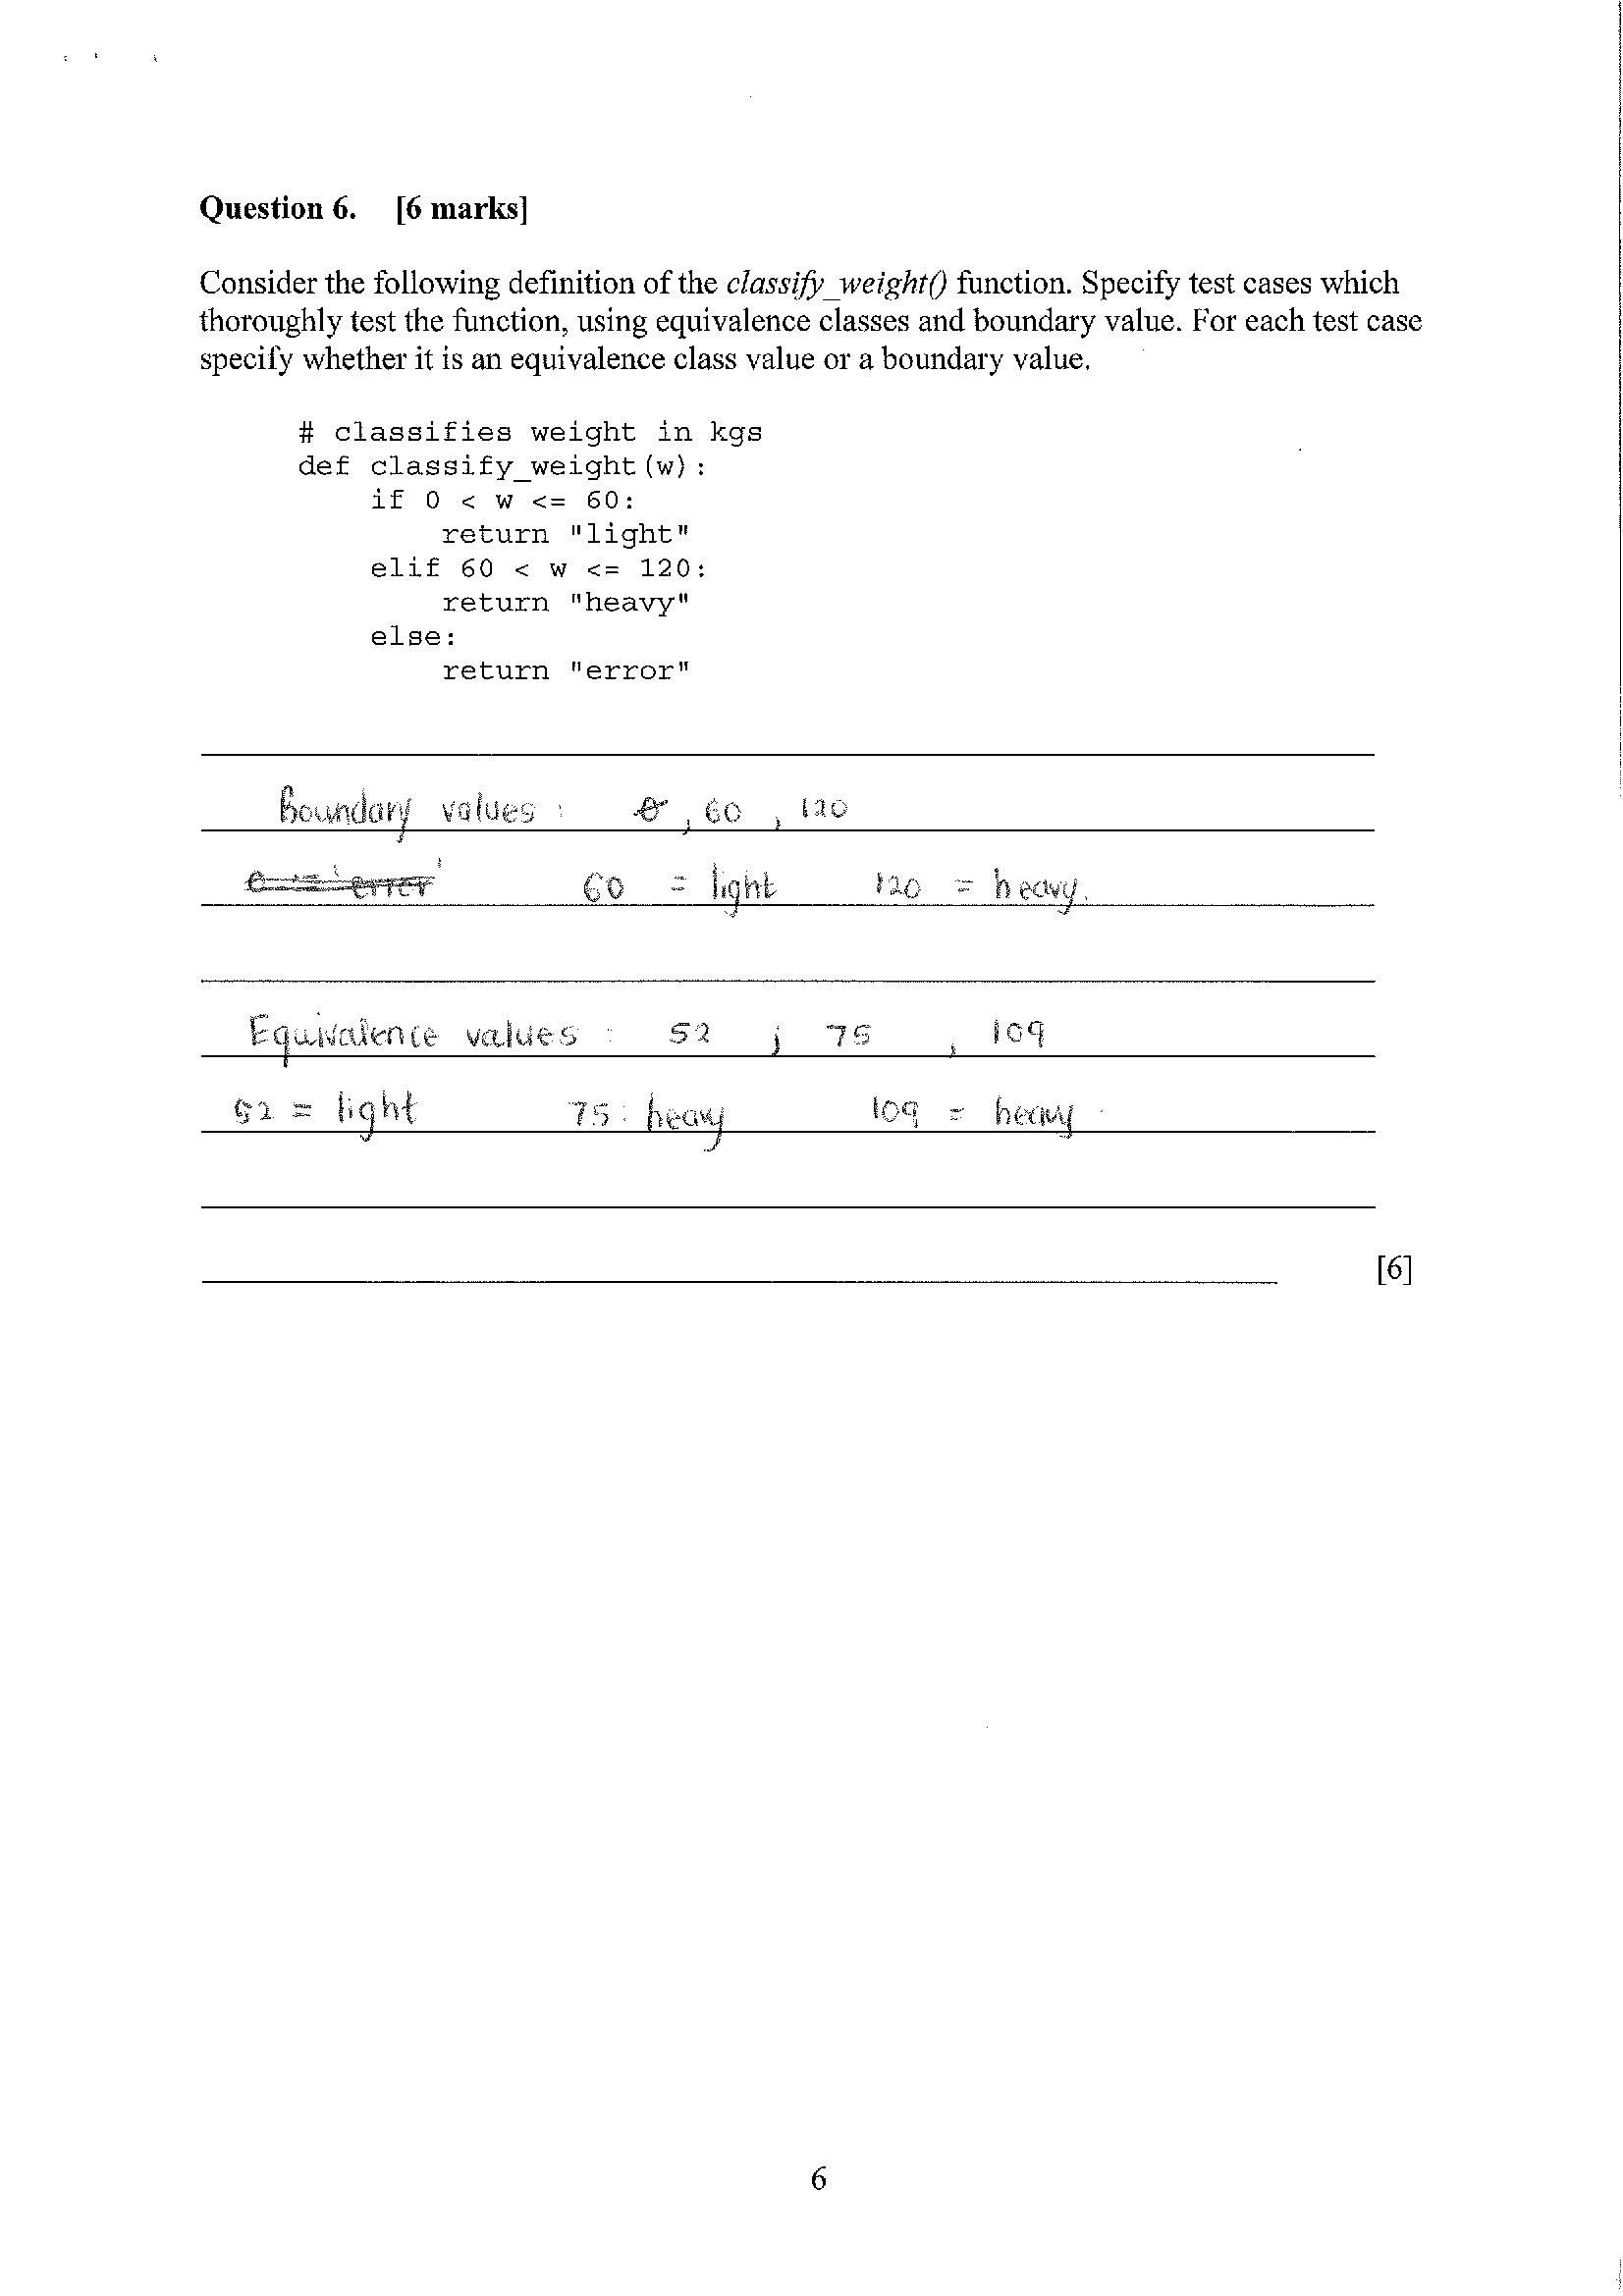 Question 6. [6 marks]
Consider the following definition of the classify_weight() function. Specify test cases which
thoroughly test the function, using equivalence classes and boundary value. For each test case
specify whether it is an equivalence class value or a boundary value.
# classifies weight in kgs
def classify_weight(w):
if 0 < w <= 60:
return "light"
elif 60 < w <= 120:
return "heavy"
else:
return "error"
Boundary values : 0 , 60 , 120
0 = 'error' 60 = light 120 = heavy.
Equivalence values : 52 , 75 , 109
52 = light 75 : heavy 109 = heavy
[6]
6